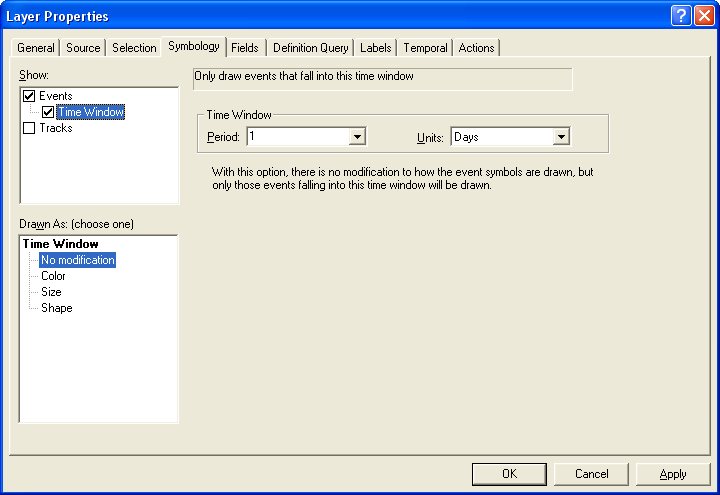 Layer Properties
General Source Selection Symbology Fields Definition Query Labels Temporal Actions
Show:
Events
Time Window
Tracks
Only draw events that fall into this time window
Time Window
Period: 1 Units: Days
With this option, there is no modification to how the event symbols are drawn, but
only those events falling into this time window will be drawn.
Drawn As: (choose one)
Time Window
No modification
Color
Size
Shape
OK Cancel Apply